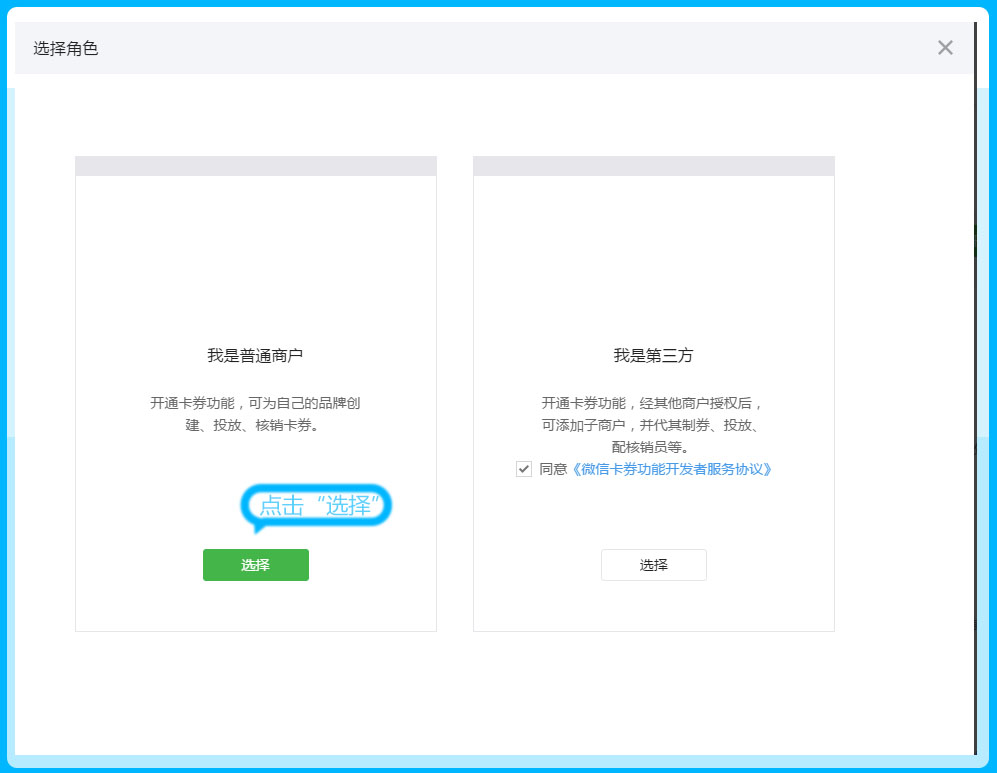 选择角色
我是普通商户
开通卡券功能，可为自己的品牌创
建、投放、核销卡券。
点击“选择”
选择
我是第三方
开通卡券功能，经其他商户授权后，
可添加子商户，并代其制券、投放、
配核销员等。
同意《微信卡券功能开发者服务协议》
选择